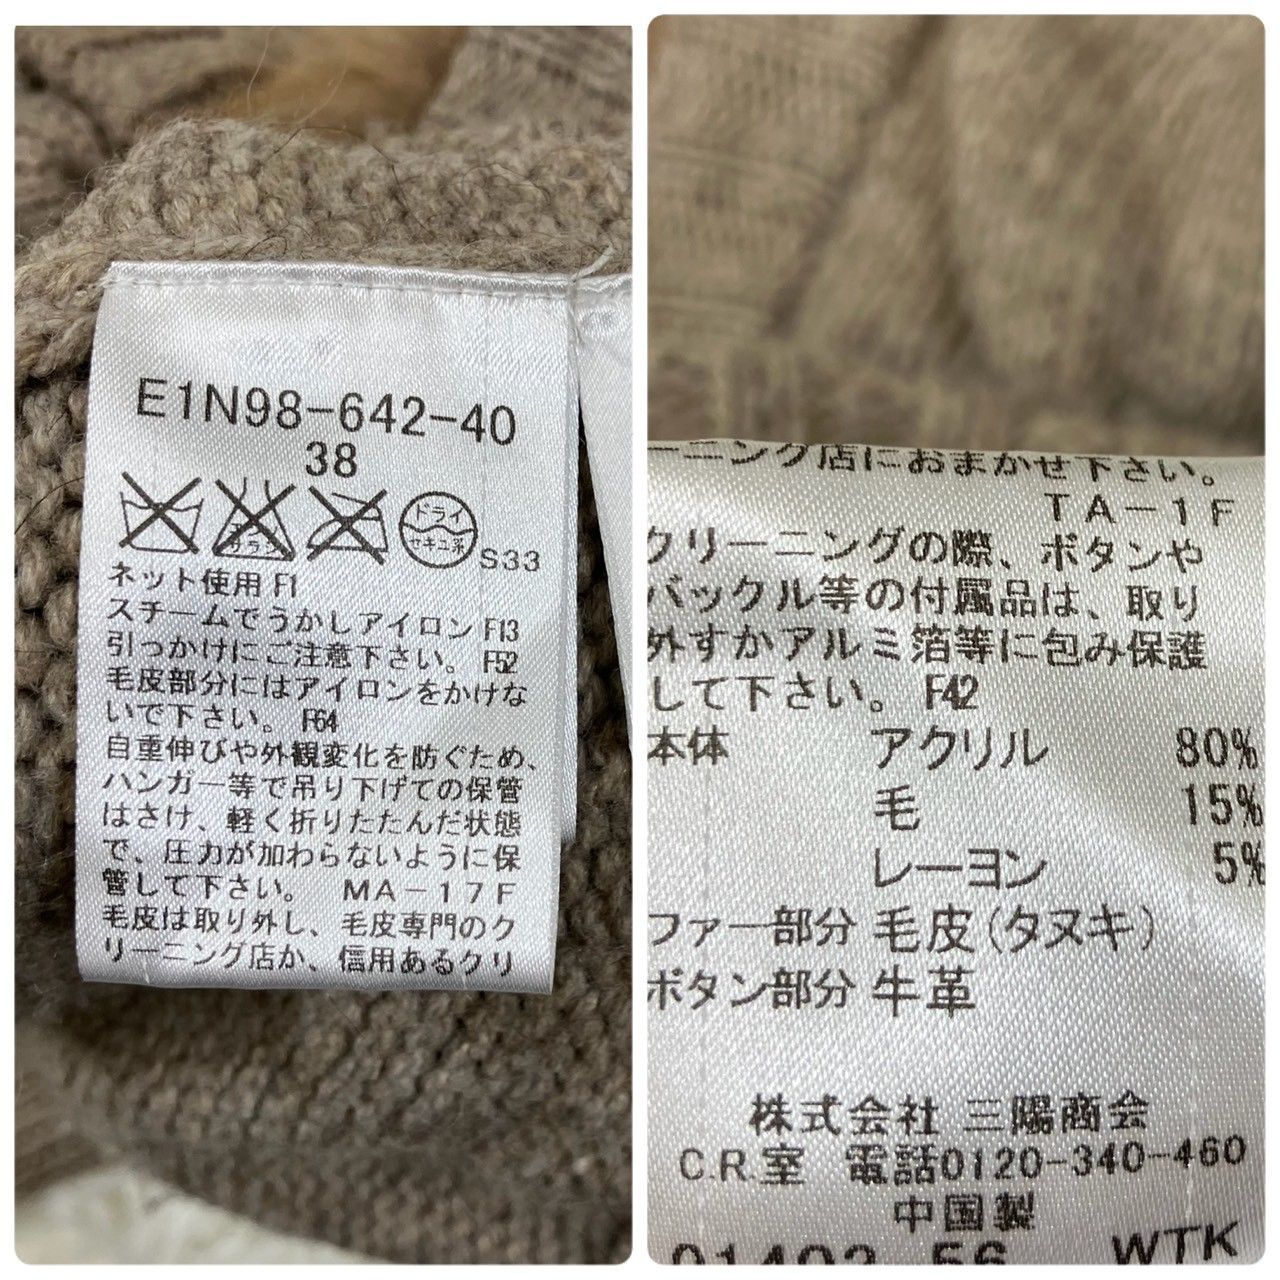 E1N98-642-40
38
ドライ
セキユ系
S33
ネット使用 F1
スチームでうかしアイロン F13
引っかけにご注意下さい。 F52
毛皮部分にはアイロンをかけな
いで下さい。 F64
自重伸びや外観変化を防ぐため、
ハンガー等で吊り下げての保管
はさけ、軽く折りたたんだ状態
で、圧力が加わらないように保
管して下さい。 MA-17F
毛皮は取り外し、毛皮専門のク
リーニング店か、信用あるクリ
ーニング店におまかせ下さい。
TA-1F
クリーニングの際、ボタンや
バックル等の付属品は、取り
外すかアルミ箔等に包み保護
して下さい。 F42
本体 アクリル 80%
毛 15%
レーヨン 5%
ファー部分 毛皮(タヌキ)
ボタン部分 牛革
株式会社 三陽商会
C.R.室 電話0120-340-460
中国製
01402 56 WTK